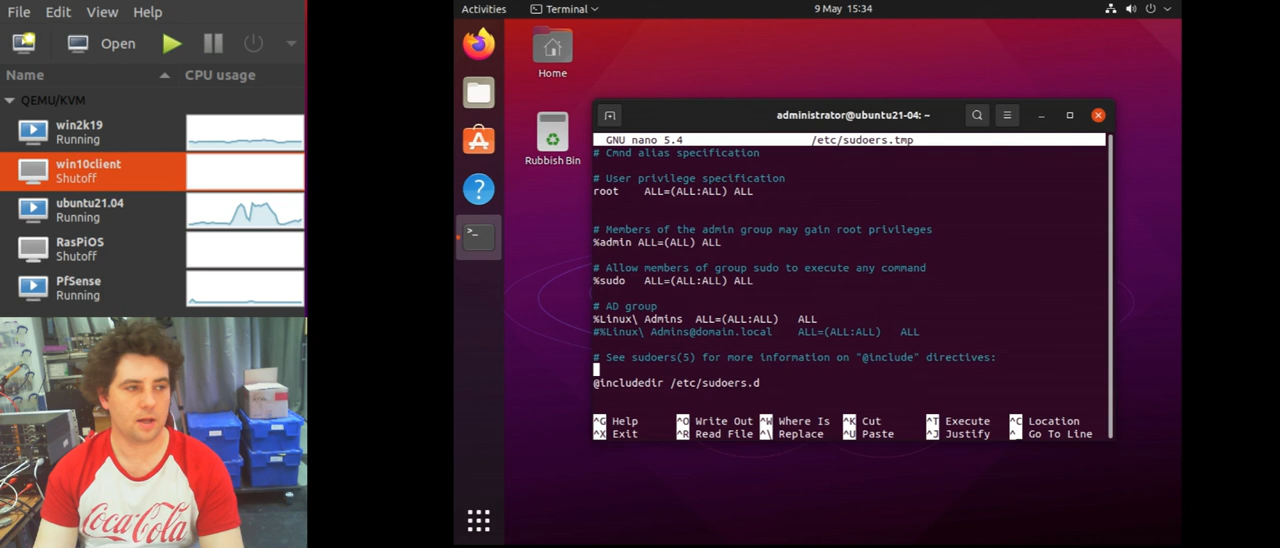 File Edit View Help
Open
Name CPU usage
QEMU/KVM
win2k19
Running
win10client
Shutoff
ubuntu21.04
Running
RasPiOS
Shutoff
PfSense
Running
Coca-Cola
Activities Terminal 9 May 15:34
Home
Rubbish Bin
administrator@ubuntu21-04: ~
GNU nano 5.4 /etc/sudoers.tmp
# Cmnd alias specification
# User privilege specification
root ALL=(ALL:ALL) ALL
# Members of the admin group may gain root privileges
%admin ALL=(ALL) ALL
# Allow members of group sudo to execute any command
%sudo ALL=(ALL:ALL) ALL
# AD group
%Linux\ Admins ALL=(ALL:ALL) ALL
#%Linux\ Admins@domain.local ALL=(ALL:ALL) ALL
# See sudoers(5) for more information on "@include" directives:
@includedir /etc/sudoers.d
^G Help ^O Write Out ^W Where Is ^K Cut ^T Execute ^C Location
^X Exit ^R Read File ^\ Replace ^U Paste ^J Justify ^_ Go To Line